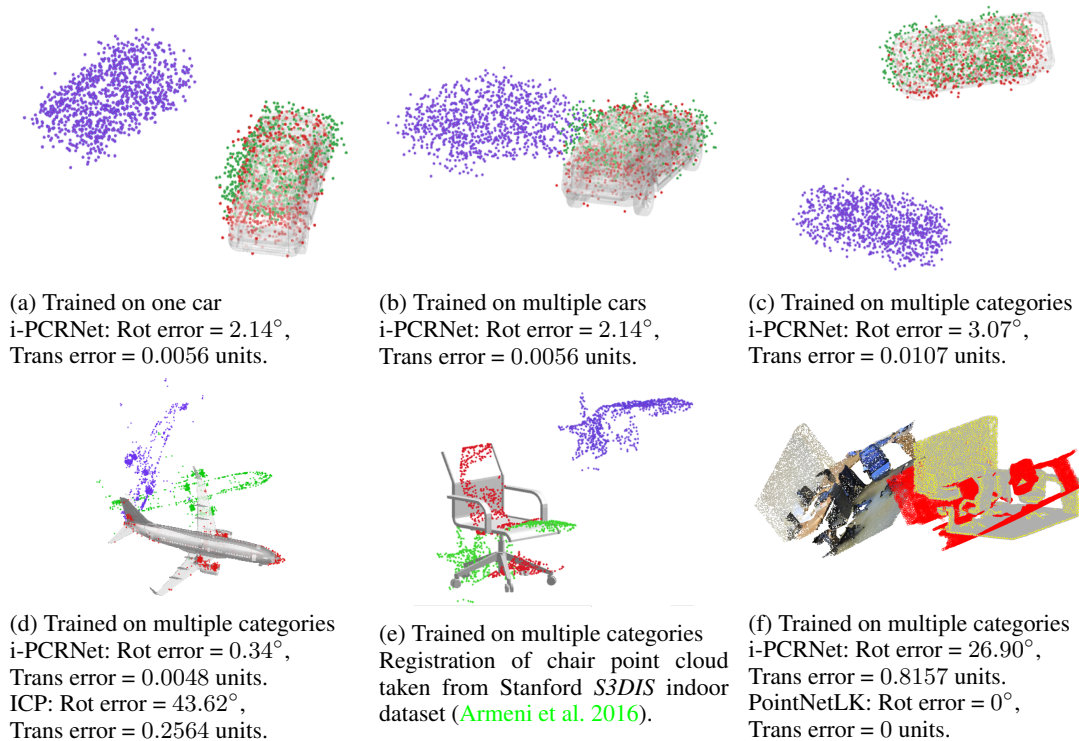 (a) Trained on one car
i-PCRNet: Rot error = 2.14°,
Trans error = 0.0056 units.
(b) Trained on multiple cars
i-PCRNet: Rot error = 2.14°,
Trans error = 0.0056 units.
(c) Trained on multiple categories
i-PCRNet: Rot error = 3.07°,
Trans error = 0.0107 units.
(d) Trained on multiple categories
i-PCRNet: Rot error = 0.34°,
Trans error = 0.0048 units.
ICP: Rot error = 43.62°,
Trans error = 0.2564 units.
(e) Trained on multiple categories
Registration of chair point cloud
taken from Stanford S3DIS indoor
dataset (Armeni et al. 2016).
(f) Trained on multiple categories
i-PCRNet: Rot error = 26.90°,
Trans error = 0.8157 units.
PointNetLK: Rot error = 0°,
Trans error = 0 units.